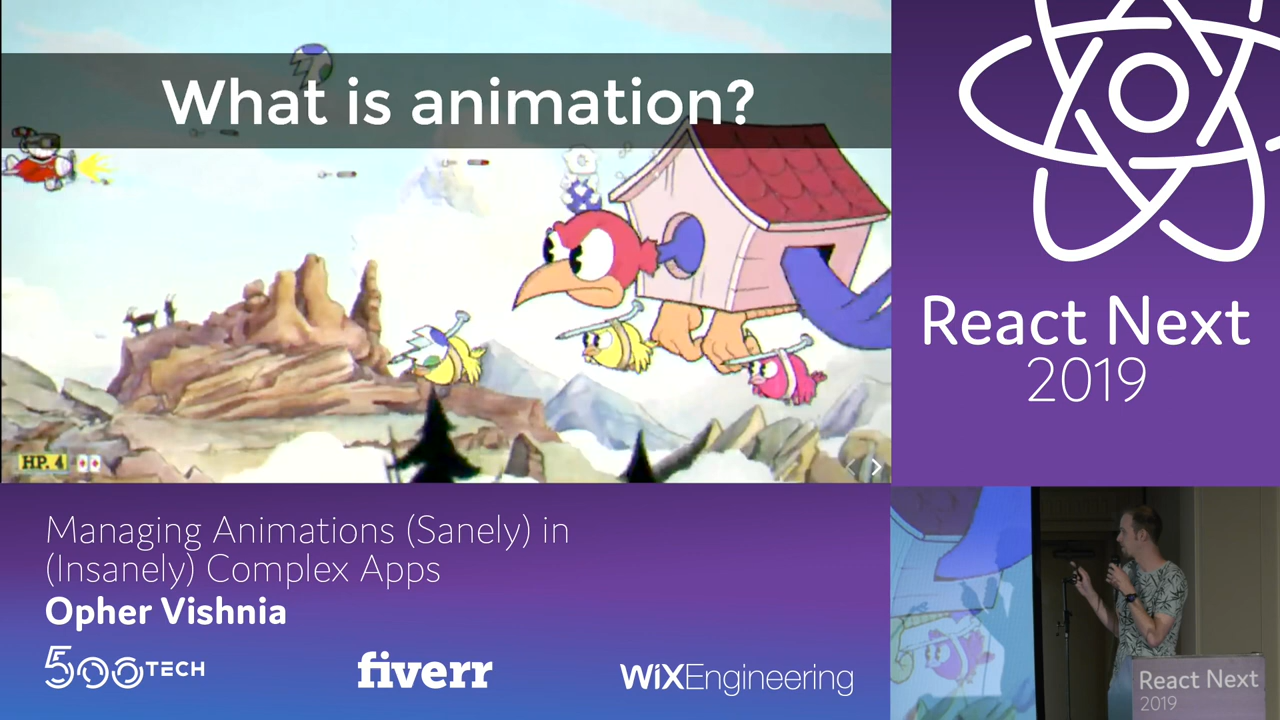 What is animation?
HP. 4
React Next
2019
Managing Animations (Sanely) in
(Insanely) Complex Apps
Opher Vishnia
500TECH
fiverr
WiXEngineering
React Next
2019